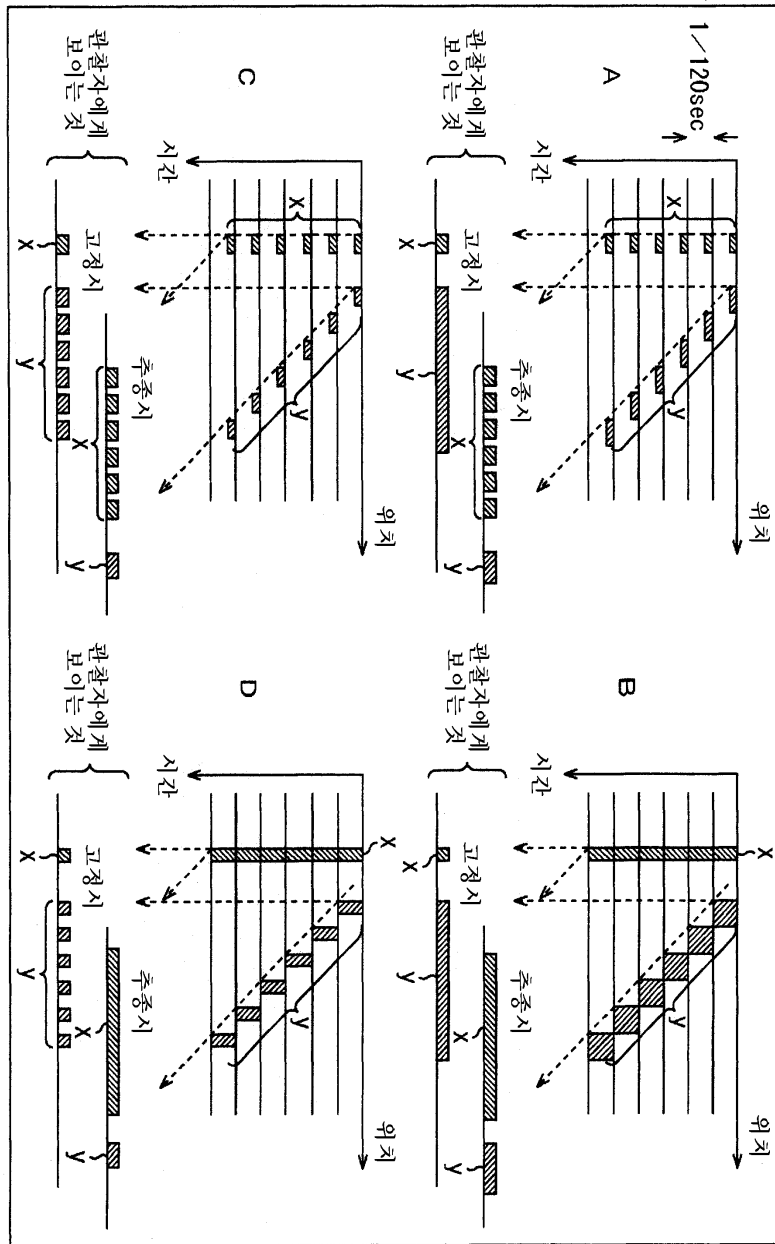 1/120sec
A
시간
위치
X
y
관찰자에게
보이는 것
고정시
X
y
추종시
X
y
B
시간
위치
X
y
관찰자에게
보이는 것
고정시
X
y
추종시
X
y
C
시간
위치
X
y
관찰자에게
보이는 것
고정시
X
y
추종시
X
y
D
시간
위치
X
y
관찰자에게
보이는 것
고정시
X
y
추종시
X
y